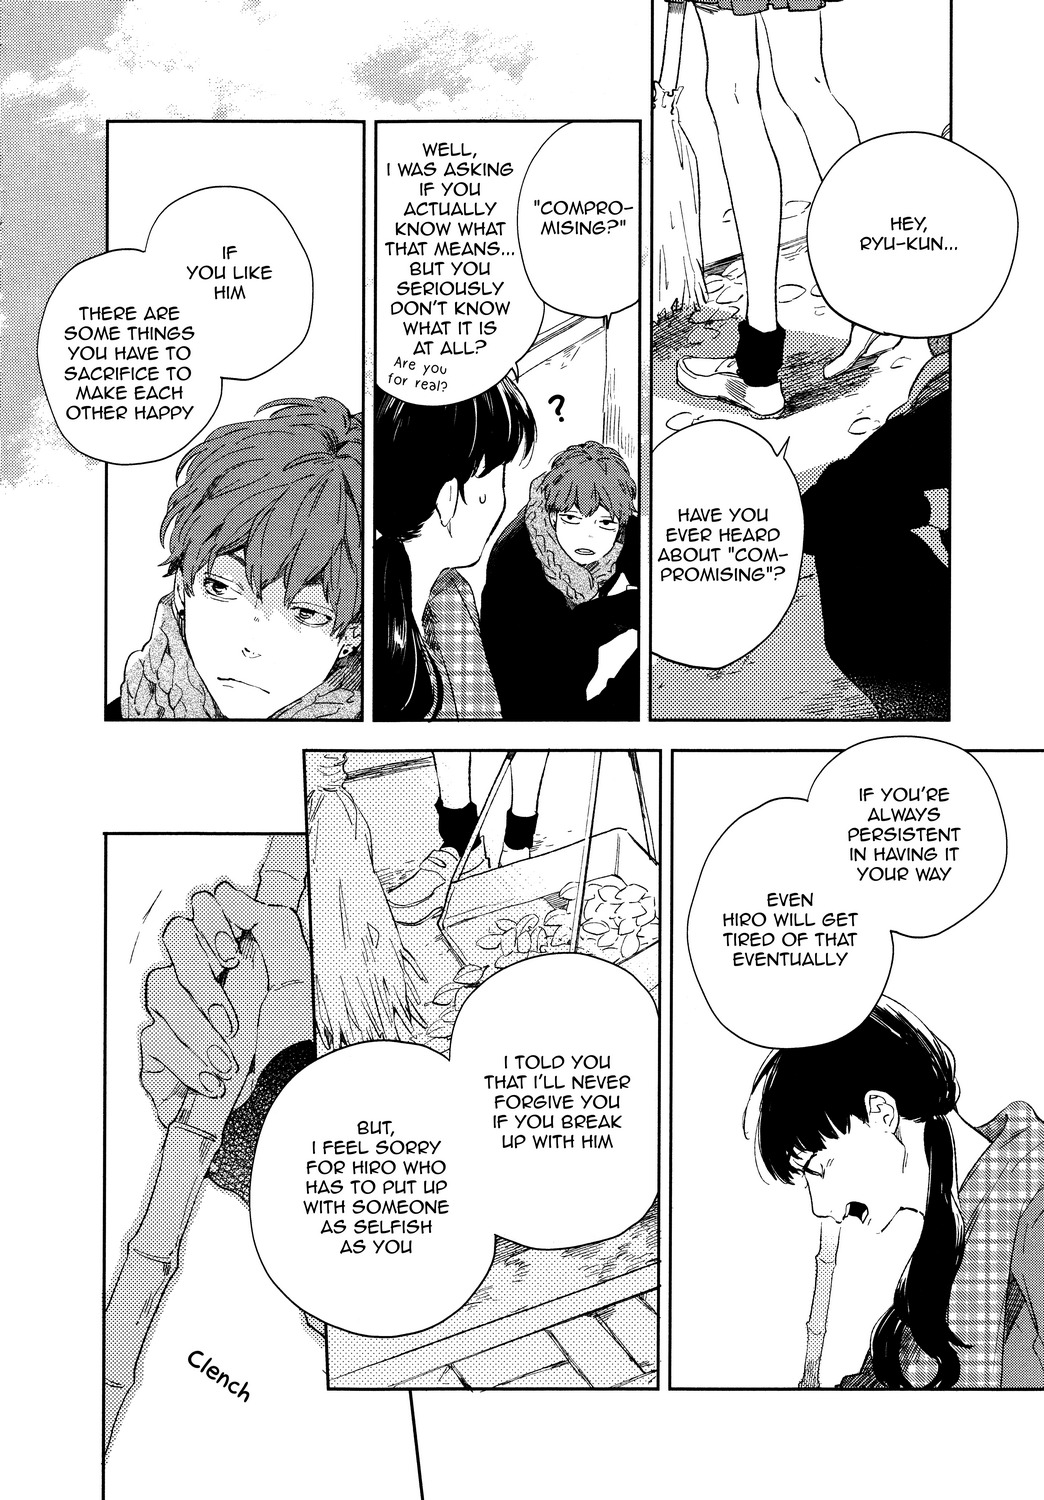 HEY,
RYU-KUN...
HAVE YOU
EVER HEARD
ABOUT "COM-
PROMISING"?
"COMPRO-
MISING?"
WELL,
I WAS ASKING
IF YOU
ACTUALLY
KNOW WHAT
THAT MEANS...
BUT YOU
SERIOUSLY
DON'T KNOW
WHAT IT IS
AT ALL?
Are you
for real?
?
IF
YOU LIKE
HIM
THERE ARE
SOME THINGS
YOU HAVE TO
SACRIFICE TO
MAKE EACH
OTHER HAPPY
IF YOU'RE
ALWAYS
PERSISTENT
IN HAVING IT
YOUR WAY
EVEN
HIRO WILL GET
TIRED OF THAT
EVENTUALLY
I TOLD YOU
THAT I'LL NEVER
FORGIVE YOU
IF YOU BREAK
UP WITH HIM
BUT,
I FEEL SORRY
FOR HIRO WHO
HAS TO PUT UP
WITH SOMEONE
AS SELFISH
AS YOU
Clench